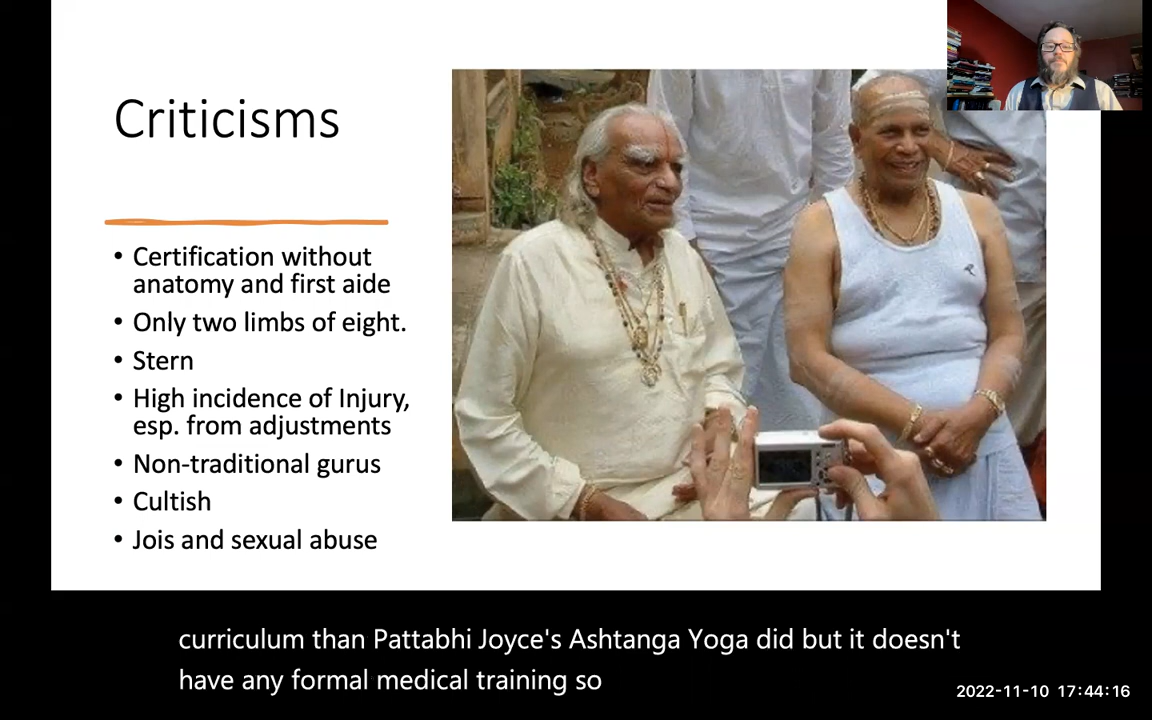 Criticisms
• Certification without
anatomy and first aide
• Only two limbs of eight.
• Stern
• High incidence of Injury,
esp. from adjustments
• Non-traditional gurus
• Cultish
• Jois and sexual abuse
curriculum than Pattabhi Joyce's Ashtanga Yoga did but it doesn't
have any formal medical training so
2022-11-10 17:44:16